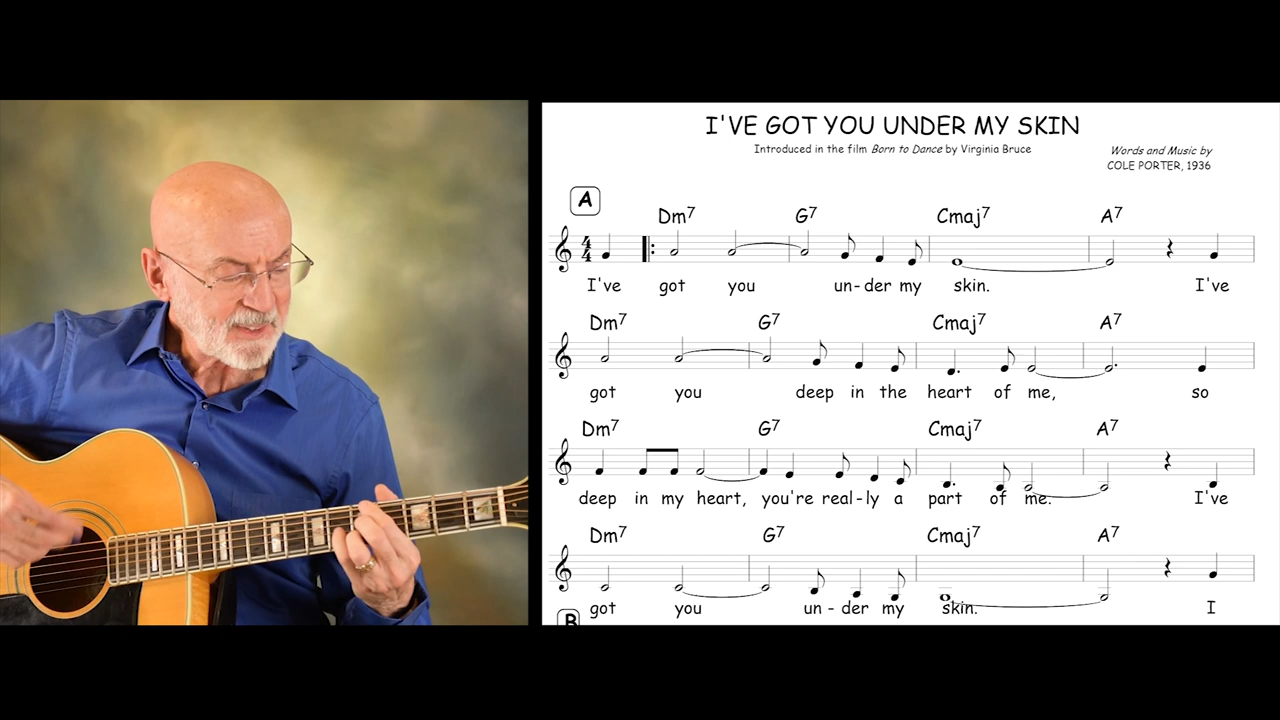 I'VE GOT YOU UNDER MY SKIN
Introduced in the film Born to Dance by Virginia Bruce
Words and Music by
COLE PORTER, 1936
A
Dm7 G7 Cmaj7 A7
4
4
I've got you un- der my skin. I've
Dm7 G7 Cmaj7 A7
got you deep in the heart of me, so
Dm7 G7 Cmaj7 A7
deep in my heart, you're real-ly a part of me. I've
Dm7 G7 Cmaj7 A7
got you un - der my skin. I
B